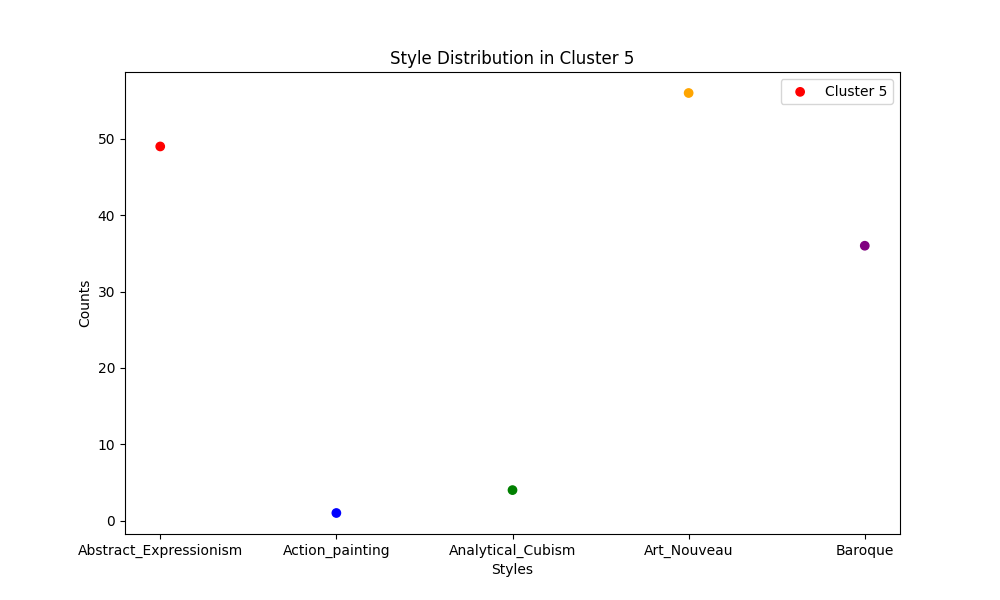 Style Distribution in Cluster 5
Cluster 5
50
40
30
20
10
0
Counts
Abstract_Expressionism Action_painting Analytical_Cubism Art_Nouveau Baroque
Styles